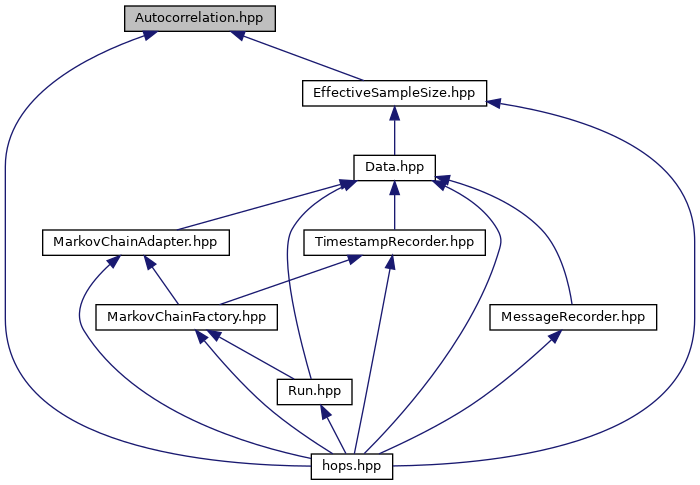 Autocorrelation.hpp
EffectiveSampleSize.hpp
Data.hpp
MarkovChainAdapter.hpp
TimestampRecorder.hpp
MarkovChainFactory.hpp
MessageRecorder.hpp
Run.hpp
hops.hpp